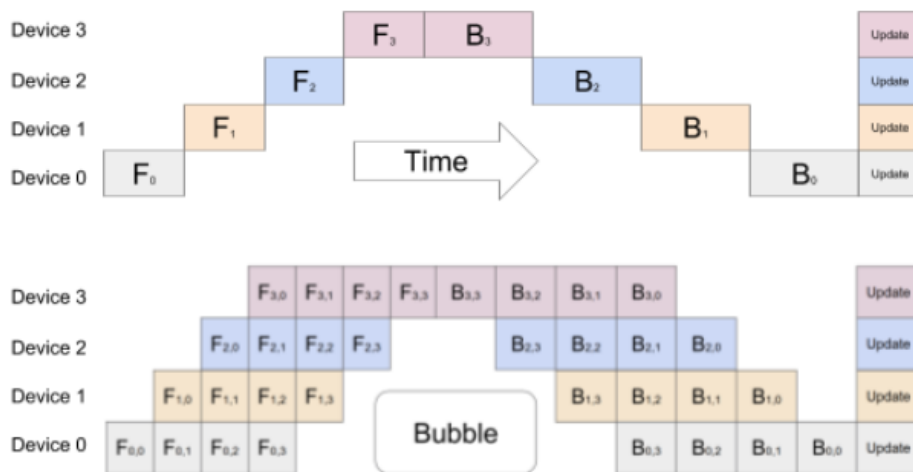 Device 3 F₃ B₃ Update
Device 2 F₂ B₂ Update
Device 1 F₁ B₁ Update
Time
Device 0 F₀ B₀ Update
Device 3 F₃,₀ F₃,₁ F₃,₂ F₃,₃ B₃,₃ B₃,₂ B₃,₁ B₃,₀ Update
Device 2 F₂,₀ F₂,₁ F₂,₂ F₂,₃ B₂,₃ B₂,₂ B₂,₁ B₂,₀ Update
Device 1 F₁,₀ F₁,₁ F₁,₂ F₁,₃ B₁,₃ B₁,₂ B₁,₁ B₁,₀ Update
Bubble
Device 0 F₀,₀ F₀,₁ F₀,₂ F₀,₃ B₀,₃ B₀,₂ B₀,₁ B₀,₀ Update